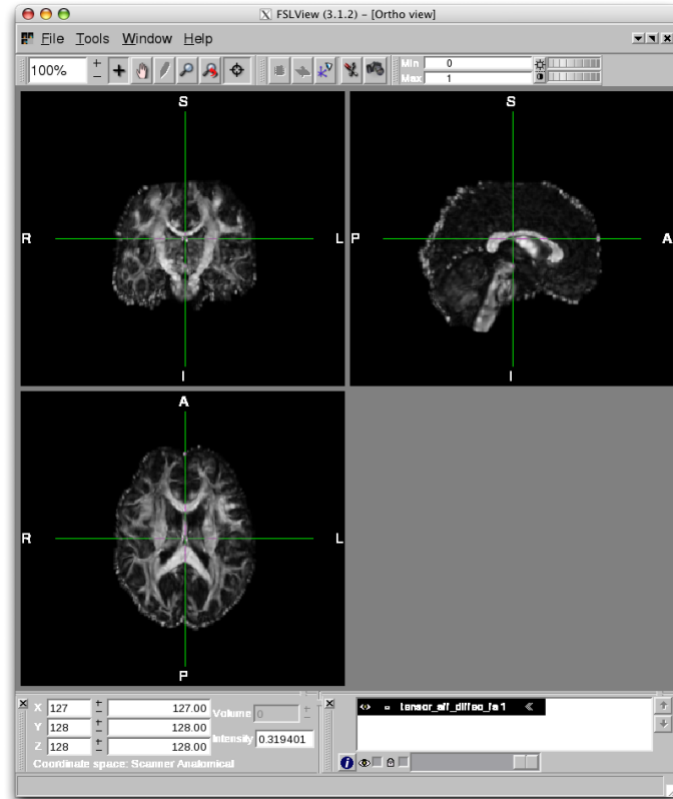 FSLView (3.1.2) - [Ortho view]
File Tools Window Help
100%
Min 0
Max 1
S
R L
I
S
P A
I
A
R L
P
X 127 127.00
Y 128 128.00
Z 128 128.00
Volume 0
Intensity 0.319401
Coordinate space: Scanner Anatomical
tensor_aff_diffeo_fa1